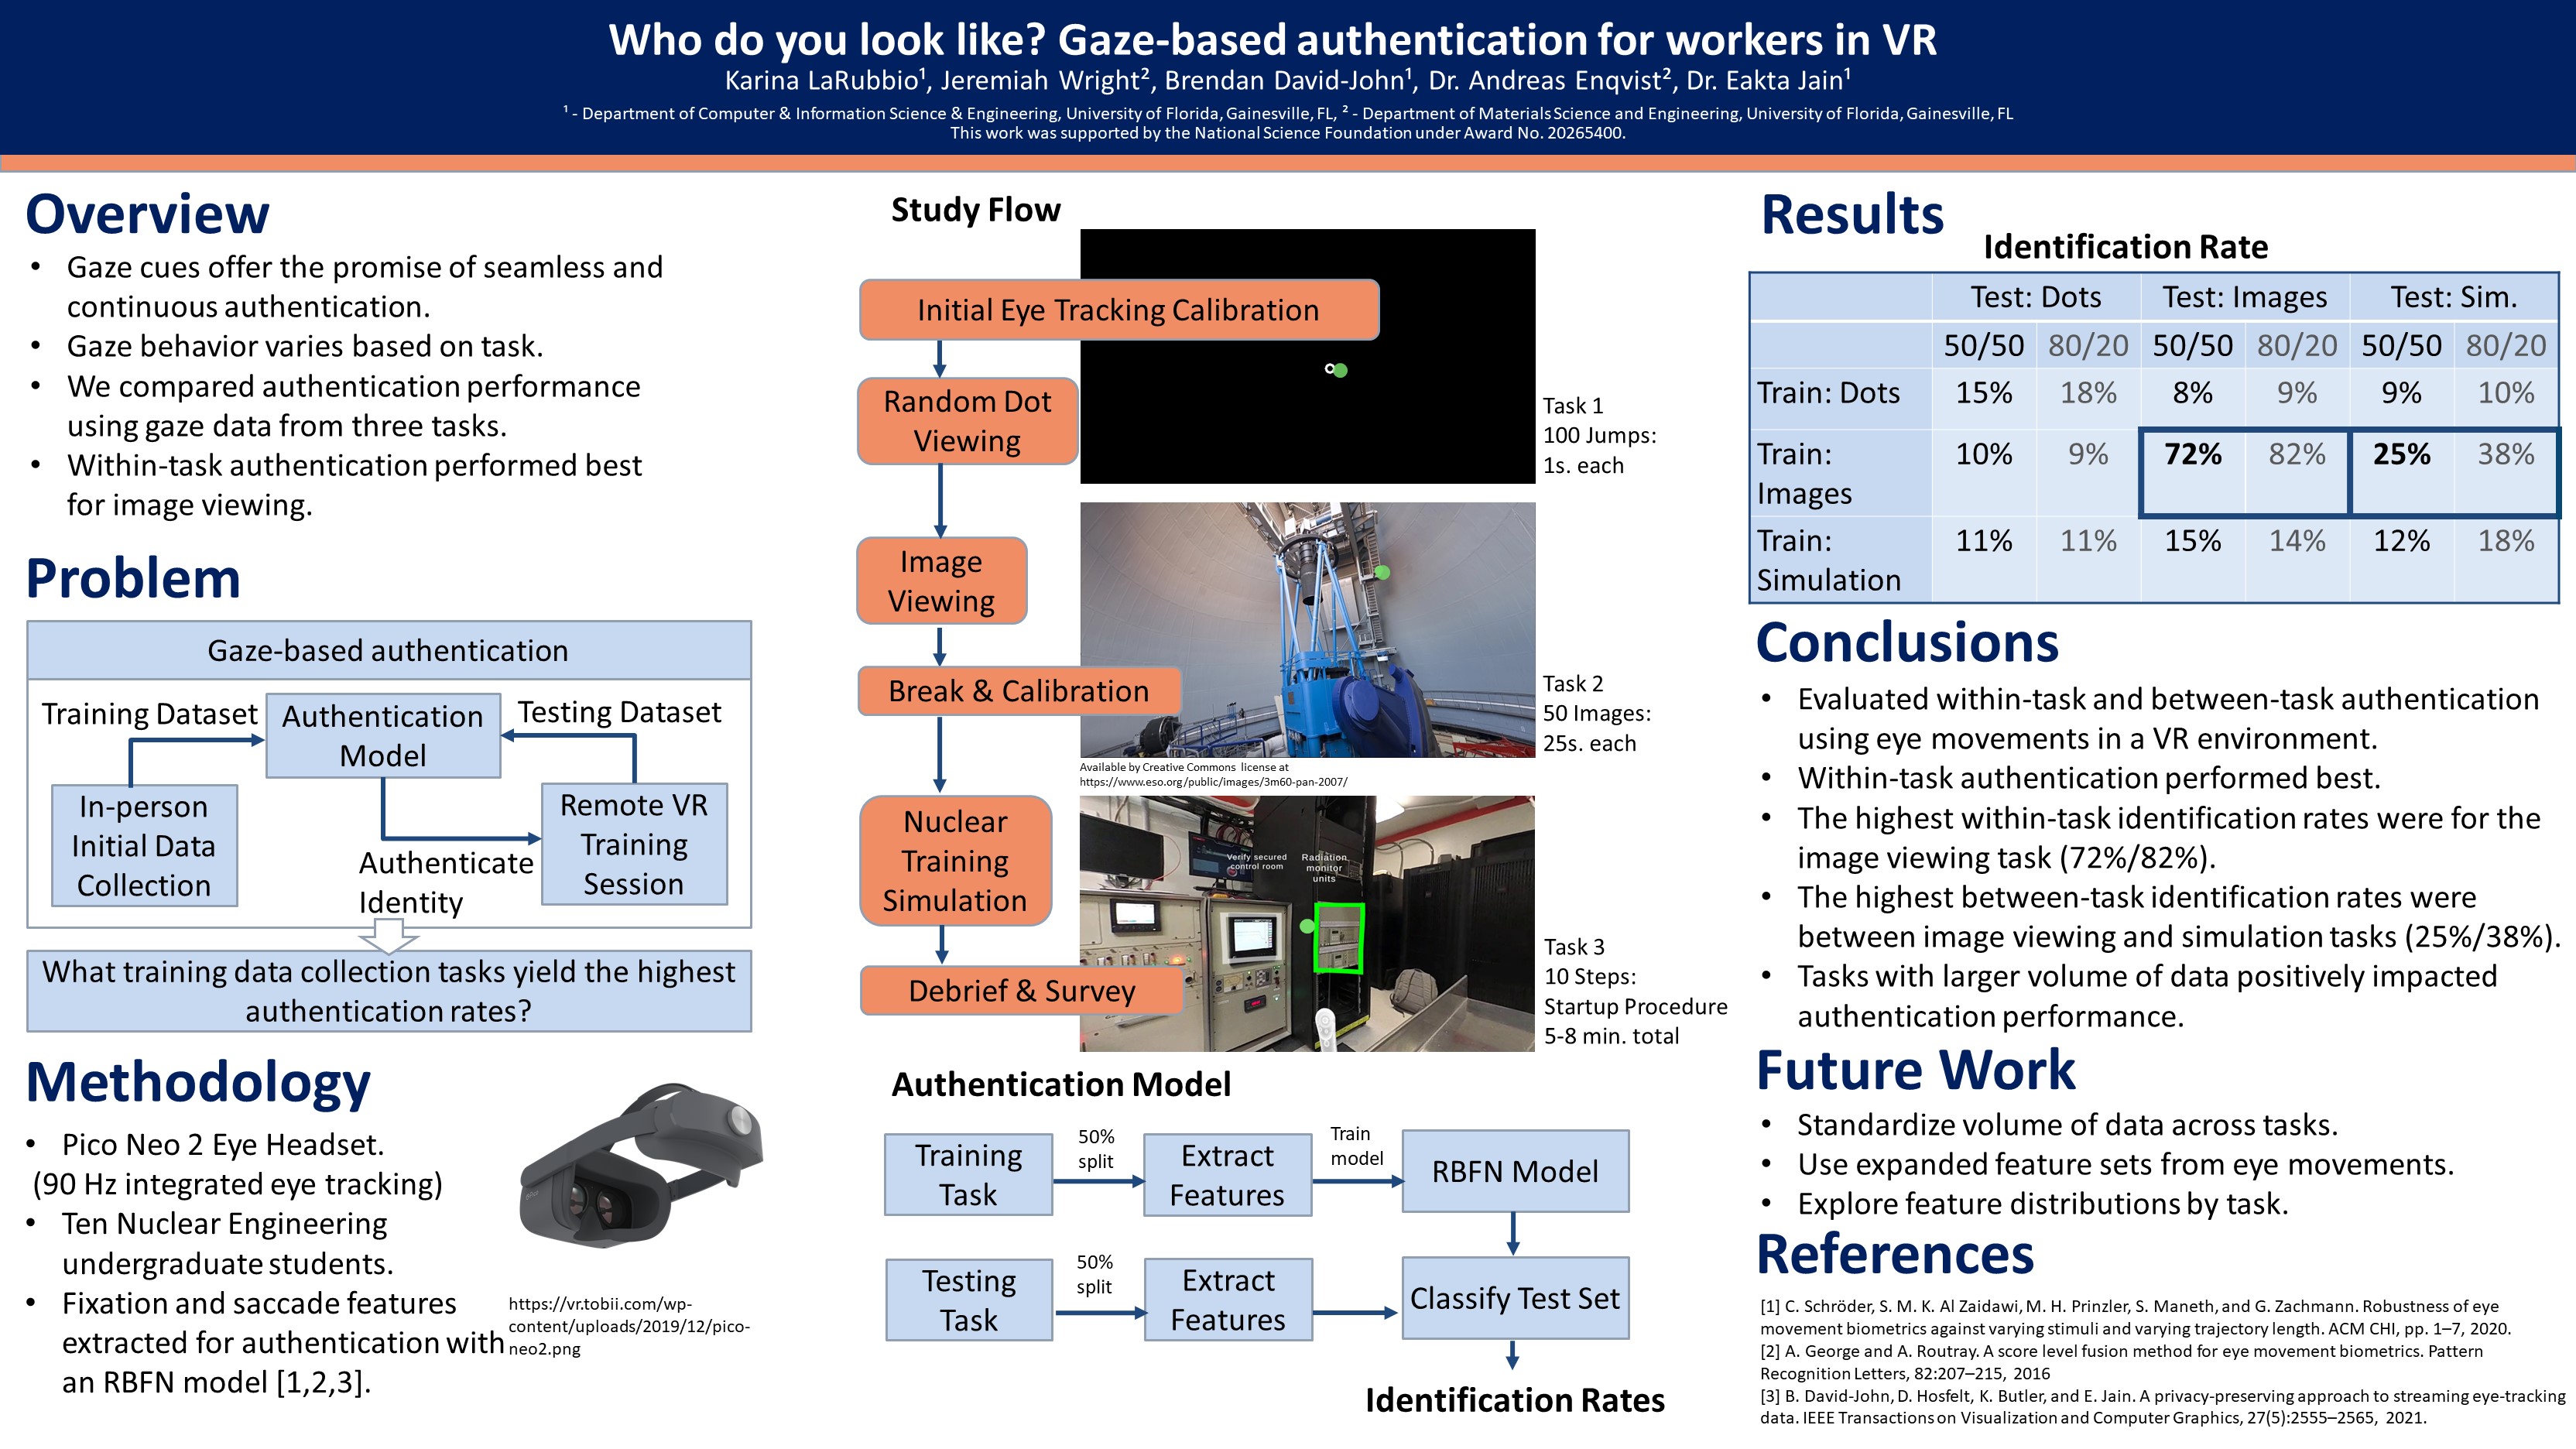 Who do you look like? Gaze-based authentication for workers in VR
Karina LaRubbio¹, Jeremiah Wright², Brendan David-John¹, Dr. Andreas Enqvist², Dr. Eakta Jain¹
¹ - Department of Computer & Information Science & Engineering, University of Florida, Gainesville, FL, ² - Department of Materials Science and Engineering, University of Florida, Gainesville, FL
This work was supported by the National Science Foundation under Award No. 20265400.
Overview
• Gaze cues offer the promise of seamless and
continuous authentication.
• Gaze behavior varies based on task.
• We compared authentication performance
using gaze data from three tasks.
• Within-task authentication performed best
for image viewing.
Problem
Gaze-based authentication
Training Dataset
Authentication
Model
Testing Dataset
In-person
Initial Data
Collection
Authenticate
Identity
Remote VR
Training
Session
What training data collection tasks yield the highest
authentication rates?
Methodology
• Pico Neo 2 Eye Headset.
(90 Hz integrated eye tracking)
• Ten Nuclear Engineering
undergraduate students.
• Fixation and saccade features
extracted for authentication with
an RBFN model [1,2,3].
https://vr.tobii.com/wp-
content/uploads/2019/12/pico-
neo2.png
Study Flow
Initial Eye Tracking Calibration
Random Dot
Viewing
Task 1
100 Jumps:
1s. each
Image
Viewing
Break & Calibration
Task 2
50 Images:
25s. each
Available by Creative Commons license at
https://www.eso.org/public/images/3m60-pan-2007/
Nuclear
Training
Simulation
Verify secured
control room
Radiation
monitor
units
Debrief & Survey
Task 3
10 Steps:
Startup Procedure
5-8 min. total
Authentication Model
Training
Task
50%
split
Extract
Features
Train
model
RBFN Model
Testing
Task
50%
split
Extract
Features
Classify Test Set
Identification Rates
Results
Identification Rate
Test: Dots Test: Images Test: Sim.
50/50 80/20 50/50 80/20 50/50 80/20
Train: Dots 15% 18% 8% 9% 9% 10%
Train:
Images 10% 9% 72% 82% 25% 38%
Train:
Simulation 11% 11% 15% 14% 12% 18%
Conclusions
• Evaluated within-task and between-task authentication
using eye movements in a VR environment.
• Within-task authentication performed best.
• The highest within-task identification rates were for the
image viewing task (72%/82%).
• The highest between-task identification rates were
between image viewing and simulation tasks (25%/38%).
• Tasks with larger volume of data positively impacted
authentication performance.
Future Work
• Standardize volume of data across tasks.
• Use expanded feature sets from eye movements.
• Explore feature distributions by task.
References
[1] C. Schröder, S. M. K. Al Zaidawi, M. H. Prinzler, S. Maneth, and G. Zachmann. Robustness of eye
movement biometrics against varying stimuli and varying trajectory length. ACM CHI, pp. 1–7, 2020.
[2] A. George and A. Routray. A score level fusion method for eye movement biometrics. Pattern
Recognition Letters, 82:207–215, 2016
[3] B. David-John, D. Hosfelt, K. Butler, and E. Jain. A privacy-preserving approach to streaming eye-tracking
data. IEEE Transactions on Visualization and Computer Graphics, 27(5):2555–2565, 2021.